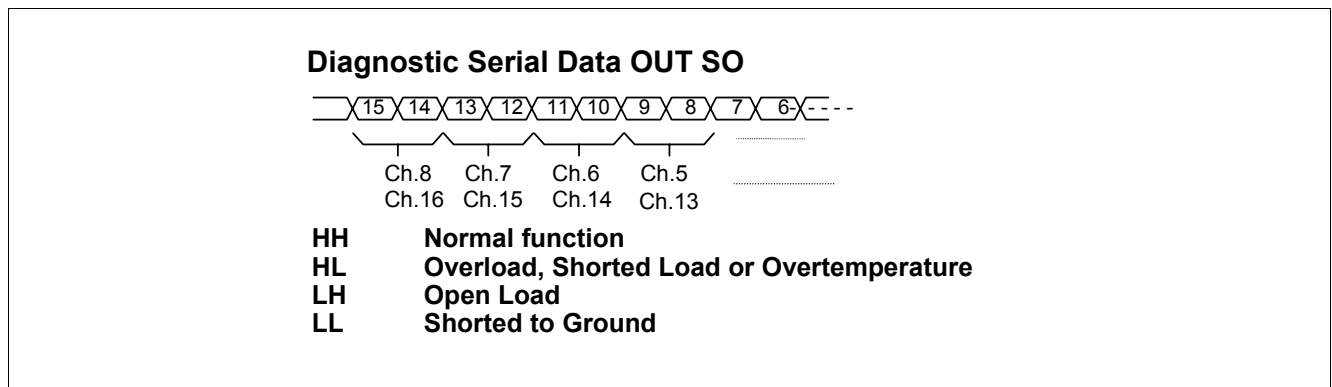 Diagnostic Serial Data OUT SO
15 14 13 12 11 10 9 8 7 6
Ch.8 Ch.7 Ch.6 Ch.5
Ch.16 Ch.15 Ch.14 Ch.13
HH Normal function
HL Overload, Shorted Load or Overtemperature
LH Open Load
LL Shorted to Ground